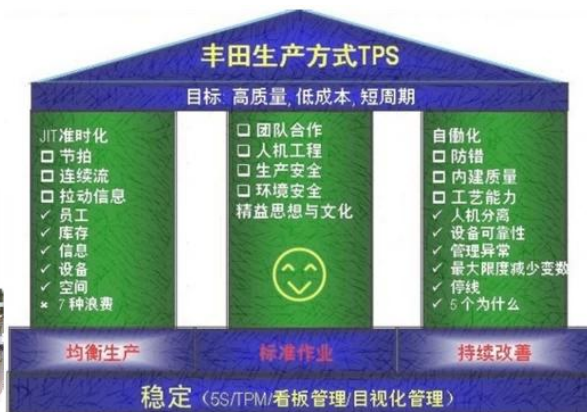 丰田生产方式TPS
目标: 高质量, 低成本, 短周期
JIT准时化
☐ 节拍
☐ 连续流
☐ 拉动信息
✓ 员工
✓ 库存
✓ 信息
✓ 设备
✓ 空间
× 7种浪费
❑ 团队合作
❑ 人机工程
❑ 生产安全
❑ 环境安全
精益思想与文化
自働化
☐ 防错
☐ 内建质量
☐ 工艺能力
✓ 人机分离
✓ 设备可靠性
✓ 管理异常
✓ 最大限度减少变数
✓ 停线
✓ 5个为什么
均衡生产
标准作业
持续改善
稳定（5S/TPM/看板管理/目视化管理）